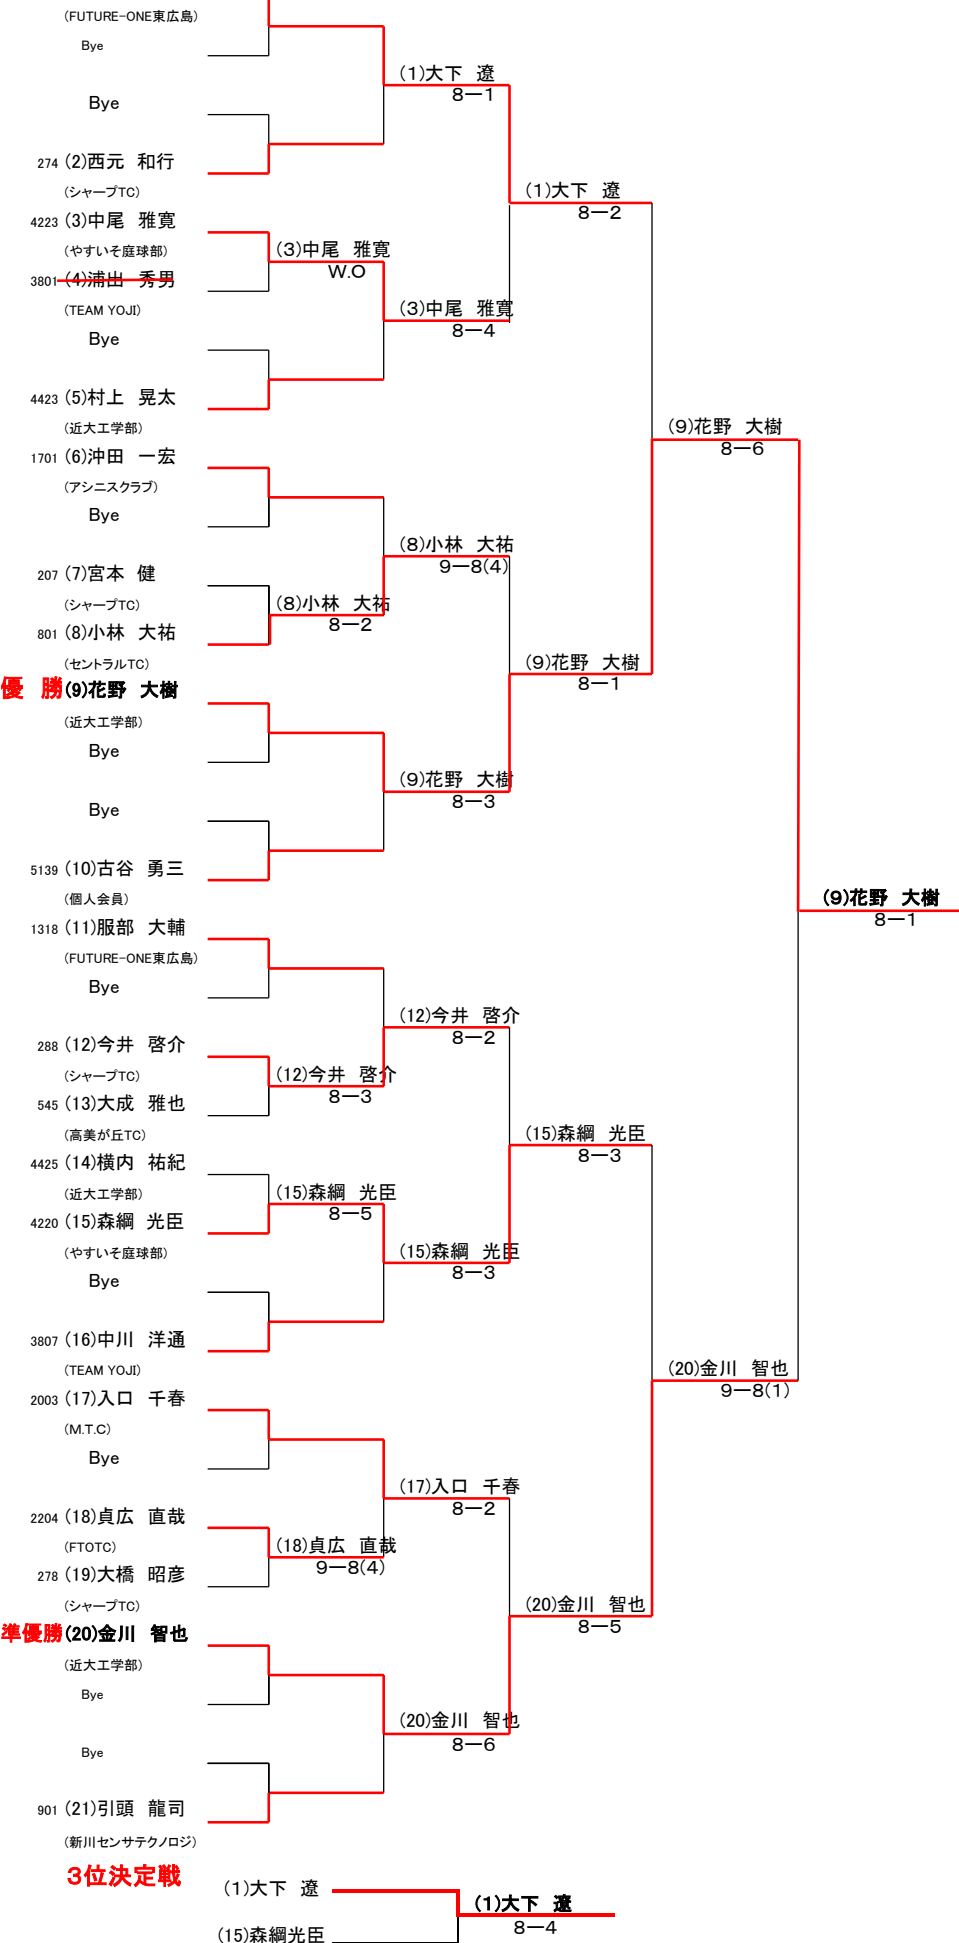 (FUTURE-ONE東広島)
Bye
(1)大下　遼
8－1
Bye
274 (2)西元　和行
(シャープTC)
(1)大下　遼
8－2
4223 (3)中尾　雅寛
(やすいそ庭球部)
(3)中尾　雅寛
W.O
3801 (4)浦出　秀男
(TEAM YOJI)
(3)中尾　雅寛
8－4
Bye
4423 (5)村上　晃太
(近大工学部)
(9)花野　大樹
8－6
1701 (6)沖田　一宏
(アシニスクラブ)
Bye
(8)小林　大祐
9－8(4)
207 (7)宮本　健
(シャープTC)
(8)小林　大祐
8－2
801 (8)小林　大祐
(セントラルTC)
(9)花野　大樹
8－1
優　勝 (9)花野　大樹
(近大工学部)
Bye
(9)花野　大樹
8－3
Bye
5139 (10)古谷　勇三
(個人会員)
(9)花野　大樹
8－1
1318 (11)服部　大輔
(FUTURE-ONE東広島)
Bye
(12)今井　啓介
8－2
288 (12)今井　啓介
(シャープTC)
(12)今井　啓介
8－3
545 (13)大成　雅也
(高美が丘TC)
(15)森綱　光臣
8－3
4425 (14)横内　祐紀
(近大工学部)
(15)森綱　光臣
8－5
4220 (15)森綱　光臣
(やすいそ庭球部)
(15)森綱　光臣
8－3
Bye
3807 (16)中川　洋通
(TEAM YOJI)
(20)金川　智也
9－8(1)
2003 (17)入口　千春
(M.T.C)
Bye
(17)入口　千春
8－2
2204 (18)貞広　直哉
(FTOTC)
(18)貞広　直哉
9－8(4)
278 (19)大橋　昭彦
(シャープTC)
(20)金川　智也
8－5
準優勝 (20)金川　智也
(近大工学部)
Bye
(20)金川　智也
8－6
Bye
901 (21)引頭　龍司
(新川センサテクノロジ)
3位決定戦
(1)大下　遼
(1)大下　遼
8－4
(15)森綱光臣